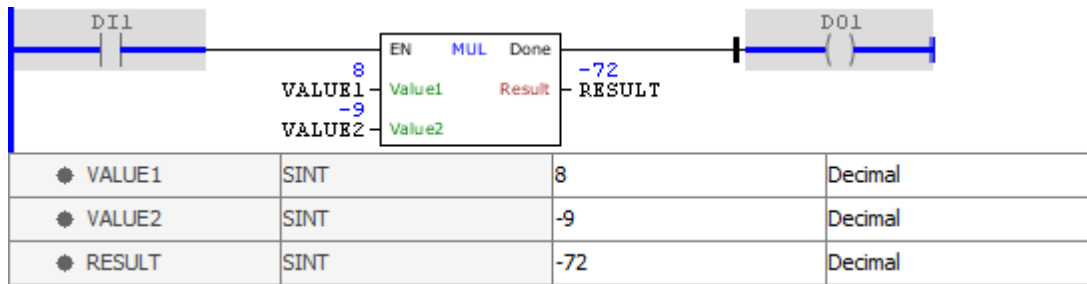 DI1 DO1
EN MUL Done
8 -72
VALUE1 Value1 Result RESULT
-9
VALUE2 Value2
VALUE1 SINT 8 Decimal
VALUE2 SINT -9 Decimal
RESULT SINT -72 Decimal